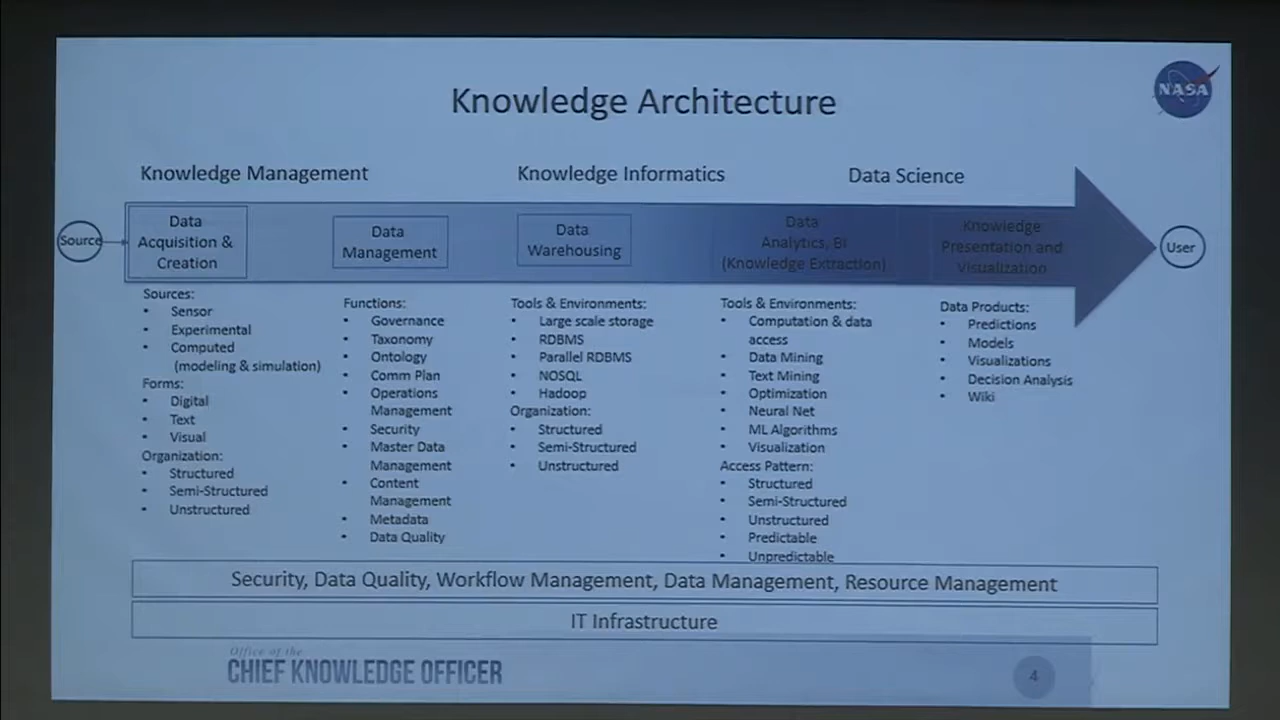 Knowledge Architecture
NASA
Knowledge Management
Knowledge Informatics
Data Science
Source
Data
Acquisition &
Creation
Data
Management
Data
Warehousing
Data
Analytics, BI
(Knowledge Extraction)
Knowledge
Presentation and
Visualization
User
Sources:
• Sensor
• Experimental
• Computed
(modeling & simulation)
Forms:
• Digital
• Text
• Visual
Organization:
• Structured
• Semi-Structured
• Unstructured
Functions:
• Governance
• Taxonomy
• Ontology
• Comm Plan
• Operations
Management
• Security
• Master Data
Management
• Content
Management
• Metadata
• Data Quality
Tools & Environments:
• Large scale storage
• RDBMS
• Parallel RDBMS
• NOSQL
• Hadoop
Organization:
• Structured
• Semi-Structured
• Unstructured
Tools & Environments:
• Computation & data
access
• Data Mining
• Text Mining
• Optimization
• Neural Net
• ML Algorithms
• Visualization
Access Pattern:
• Structured
• Semi-Structured
• Unstructured
• Predictable
• Unpredictable
Data Products:
• Predictions
• Models
• Visualizations
• Decision Analysis
• Wiki
Security, Data Quality, Workflow Management, Data Management, Resource Management
IT Infrastructure
Office of the
CHIEF KNOWLEDGE OFFICER
4